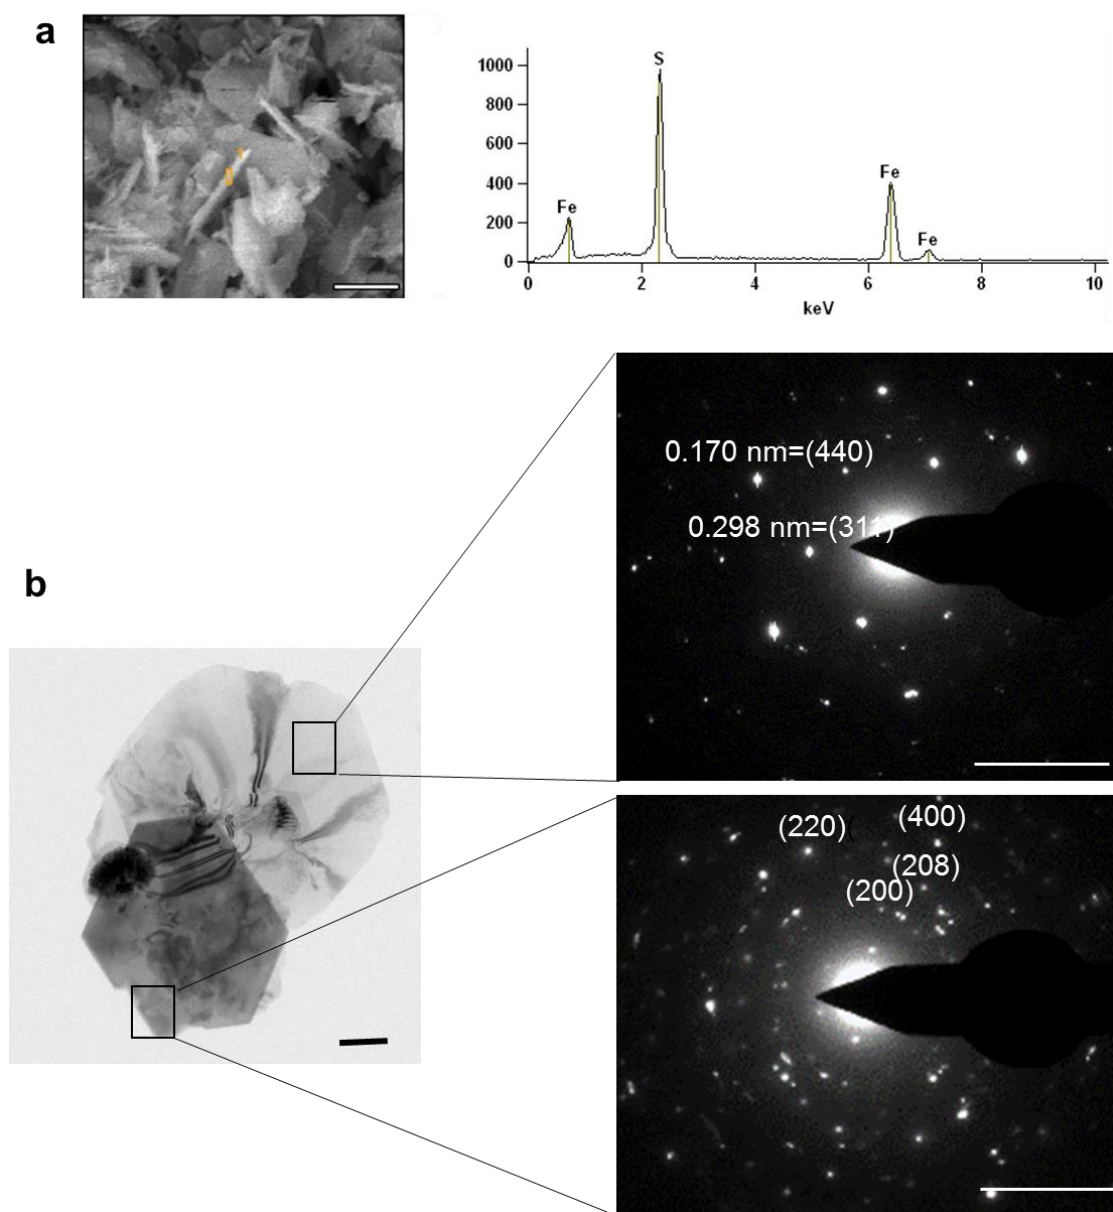 a
1000
800
600
400
200
0
Fe
S
Fe
Fe
0 2 4 6 8 10
keV
b
0.170 nm=(440)
0.298 nm=(311)
(220) (400)
(208)
(200)